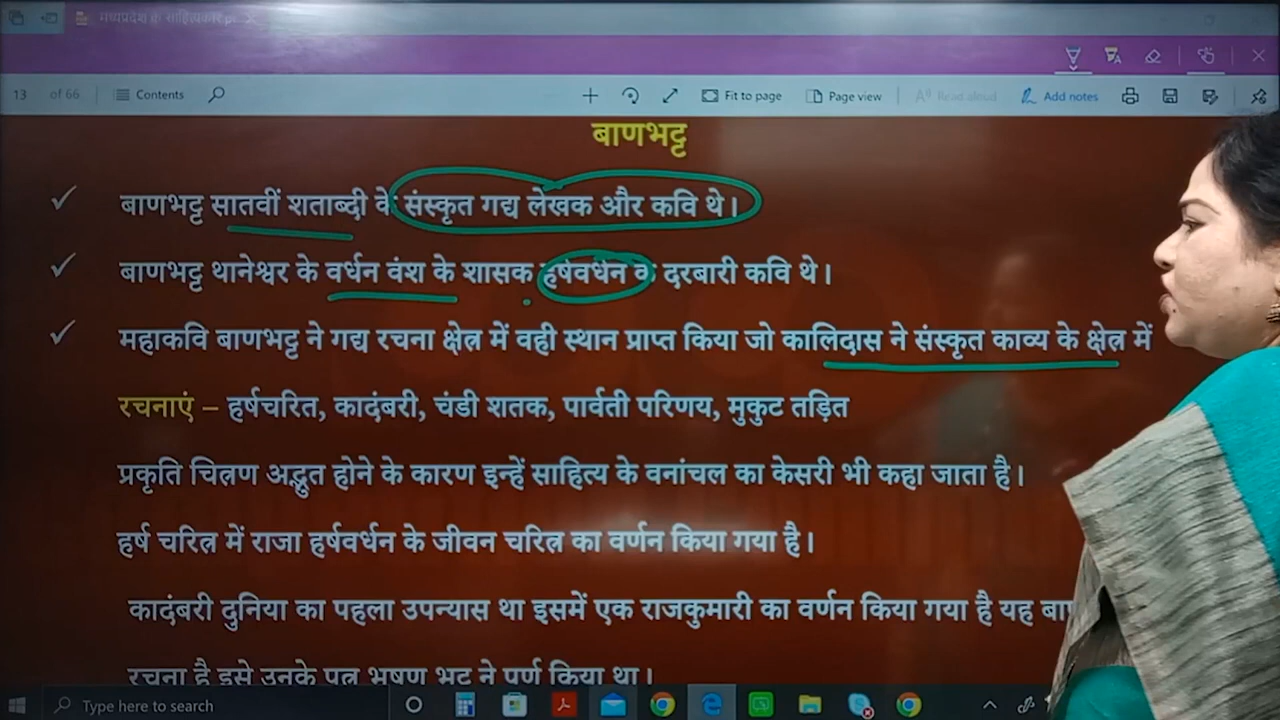 मध्यप्रदेश के साहित्यकार
13 of 66 Contents Fit to page Page view Read aloud Add notes
बाणभट्ट
बाणभट्ट सातवीं शताब्दी के संस्कृत गद्य लेखक और कवि थे।
बाणभट्ट थानेश्वर के वर्धन वंश के शासक हर्षवर्धन के दरबारी कवि थे।
महाकवि बाणभट्ट ने गद्य रचना क्षेत्र में वही स्थान प्राप्त किया जो कालिदास ने संस्कृत काव्य के क्षेत्र में
रचनाएं – हर्षचरित, कादंबरी, चंडी शतक, पार्वती परिणय, मुकुट तड़ित
प्रकृति चित्रण अद्भुत होने के कारण इन्हें साहित्य के वनांचल का केसरी भी कहा जाता है।
हर्ष चरित्र में राजा हर्षवर्धन के जीवन चरित्र का वर्णन किया गया है।
कादंबरी दुनिया का पहला उपन्यास था इसमें एक राजकुमारी का वर्णन किया गया है यह
रचना है इसे उनके पुत्र भूषण भट्ट ने पूर्ण किया था।
Type here to search